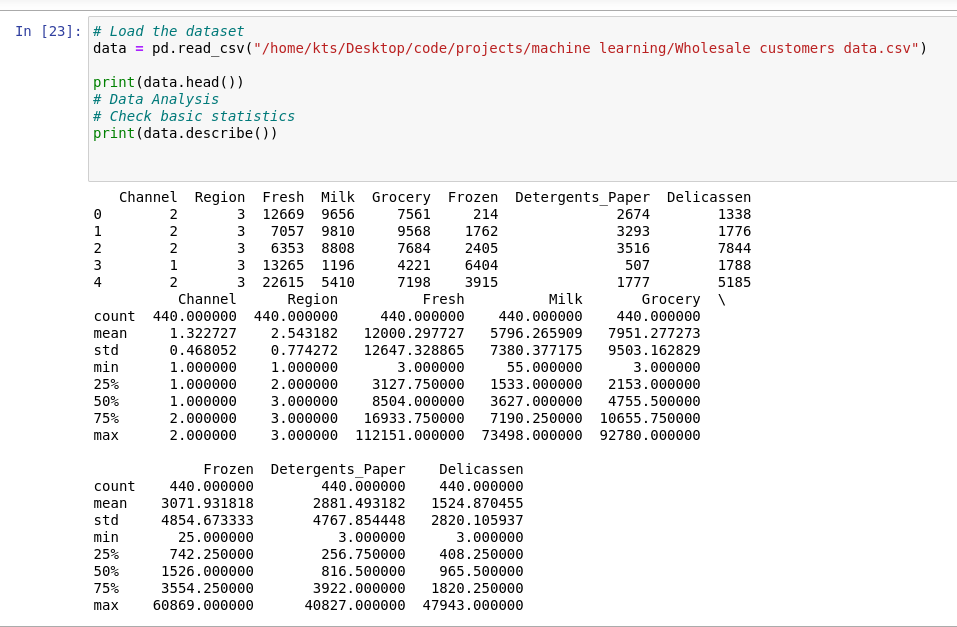 In [23]: # Load the dataset
data = pd.read_csv("/home/kts/Desktop/code/projects/machine learning/Wholesale customers data.csv")
print(data.head())
# Data Analysis
# Check basic statistics
print(data.describe())
Channel Region Fresh Milk Grocery Frozen Detergents_Paper Delicassen
0 2 3 12669 9656 7561 214 2674 1338
1 2 3 7057 9810 9568 1762 3293 1776
2 2 3 6353 8808 7684 2405 3516 7844
3 1 3 13265 1196 4221 6404 507 1788
4 2 3 22615 5410 7198 3915 1777 5185
Channel Region Fresh Milk Grocery \
count 440.000000 440.000000 440.000000 440.000000 440.000000
mean 1.322727 2.543182 12000.297727 5796.265909 7951.277273
std 0.468052 0.774272 12647.328865 7380.377175 9503.162829
min 1.000000 1.000000 3.000000 55.000000 3.000000
25% 1.000000 2.000000 3127.750000 1533.000000 2153.000000
50% 1.000000 3.000000 8504.000000 3627.000000 4755.500000
75% 2.000000 3.000000 16933.750000 7190.250000 10655.750000
max 2.000000 3.000000 112151.000000 73498.000000 92780.000000
Frozen Detergents_Paper Delicassen
count 440.000000 440.000000 440.000000
mean 3071.931818 2881.493182 1524.870455
std 4854.673333 4767.854448 2820.105937
min 25.000000 3.000000 3.000000
25% 742.250000 256.750000 408.250000
50% 1526.000000 816.500000 965.500000
75% 3554.250000 3922.000000 1820.250000
max 60869.000000 40827.000000 47943.000000